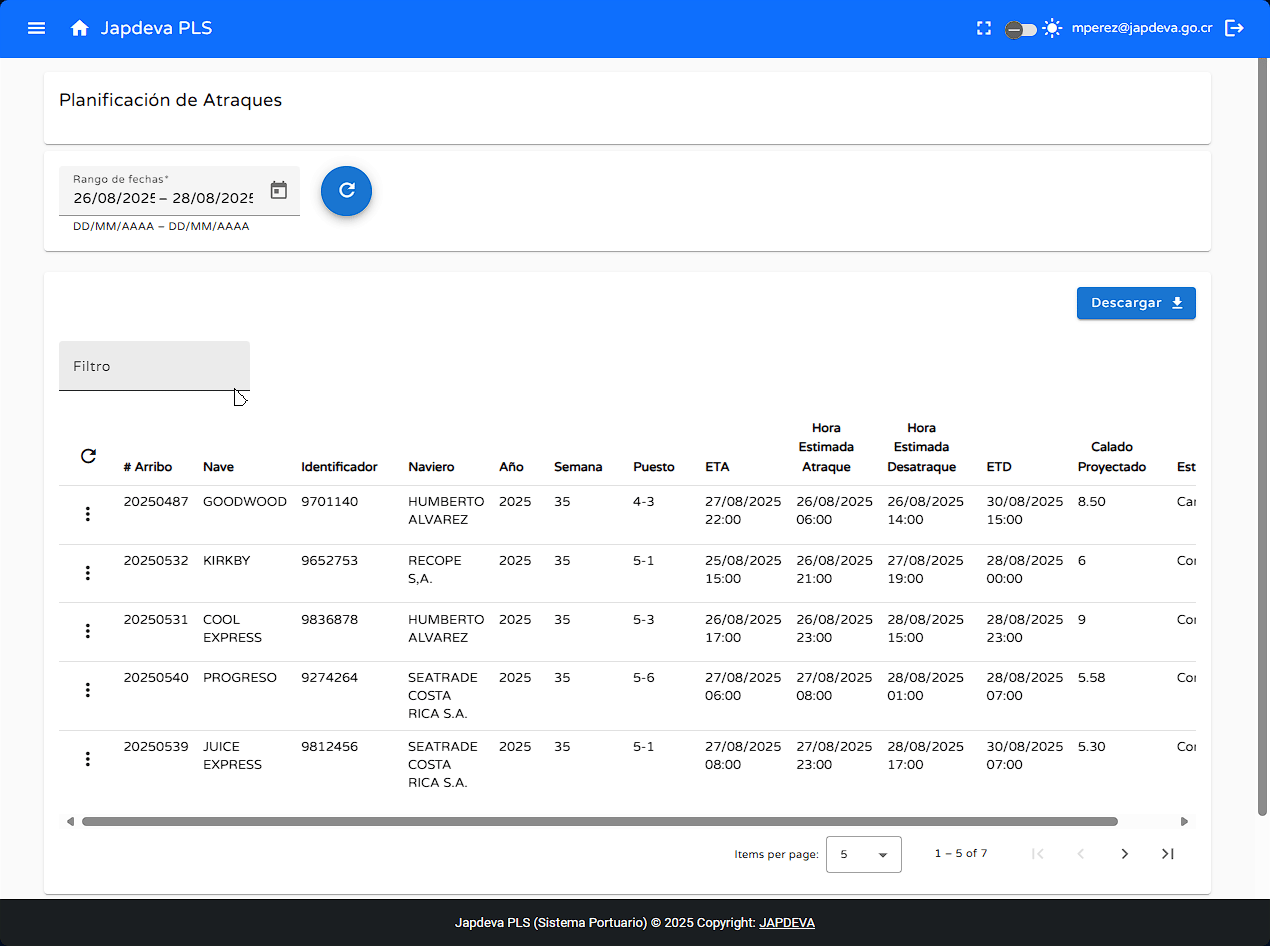 Japdeva PLS mperez@japdeva.go.cr
Planificación de Atraques
Rango de fechas*
26/08/2025 – 28/08/2025
DD/MM/AAAA – DD/MM/AAAA
Descargar
Filtro
# Arribo Nave Identificador Naviero Año Semana Puesto ETA Hora Estimada Atraque Hora Estimada Desatraque ETD Calado Proyectado Est
20250487 GOODWOOD 9701140 HUMBERTO ALVAREZ 2025 35 4-3 27/08/2025 22:00 26/08/2025 06:00 26/08/2025 14:00 30/08/2025 15:00 8.50 Car
20250532 KIRKBY 9652753 RECOPE S,A. 2025 35 5-1 25/08/2025 15:00 26/08/2025 21:00 27/08/2025 19:00 28/08/2025 00:00 6 Cor
20250531 COOL EXPRESS 9836878 HUMBERTO ALVAREZ 2025 35 5-3 26/08/2025 17:00 26/08/2025 23:00 28/08/2025 15:00 28/08/2025 23:00 9 Cor
20250540 PROGRESO 9274264 SEATRADE COSTA RICA S.A. 2025 35 5-6 27/08/2025 06:00 27/08/2025 08:00 28/08/2025 01:00 28/08/2025 07:00 5.58 Cor
20250539 JUICE EXPRESS 9812456 SEATRADE COSTA RICA S.A. 2025 35 5-1 27/08/2025 08:00 27/08/2025 23:00 28/08/2025 17:00 30/08/2025 07:00 5.30 Cor
Items per page: 5 1 – 5 of 7
Japdeva PLS (Sistema Portuario) © 2025 Copyright: JAPDEVA